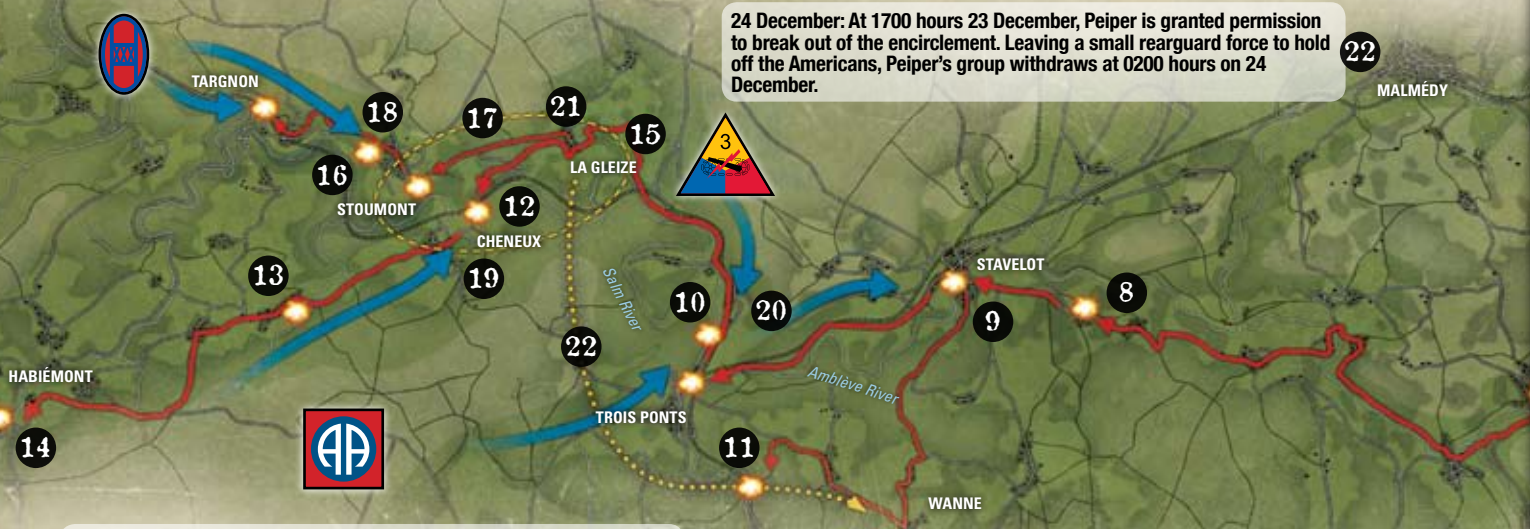 24 December: At 1700 hours 23 December, Peiper is granted permission
to break out of the encirclement. Leaving a small rearguard force to hold
off the Americans, Peiper's group withdraws at 0200 hours on 24
December.
22
MALMÉDY
TARGNON
18
17
21
15
3
LA GLEIZE
16
STOUMONT
12
CHENEUX
19
13
Salm River
10
20
STAVELOT
8
9
22
HABIÉMONT
14
AA
TROIS PONTS
Amblève River
11
WANNE